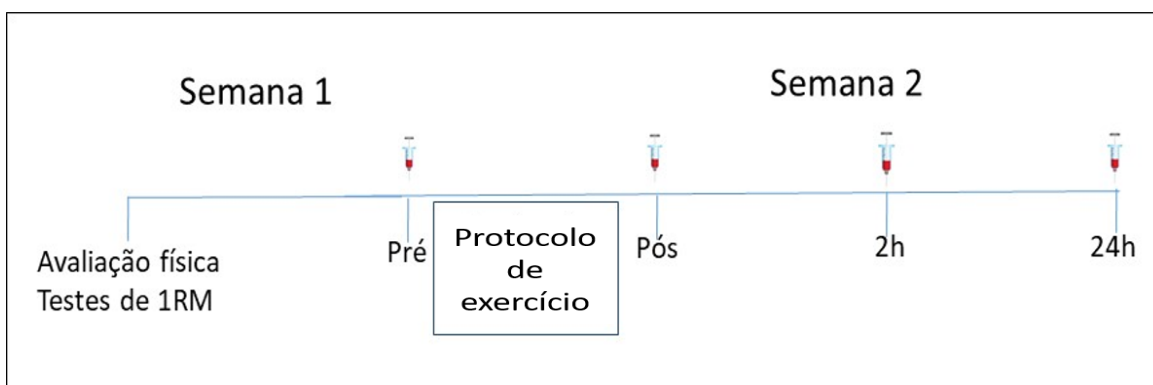 Semana 1
Semana 2
Avaliação física
Testes de 1RM
Pré
Protocolo
de
exercício
Pós
2h
24h